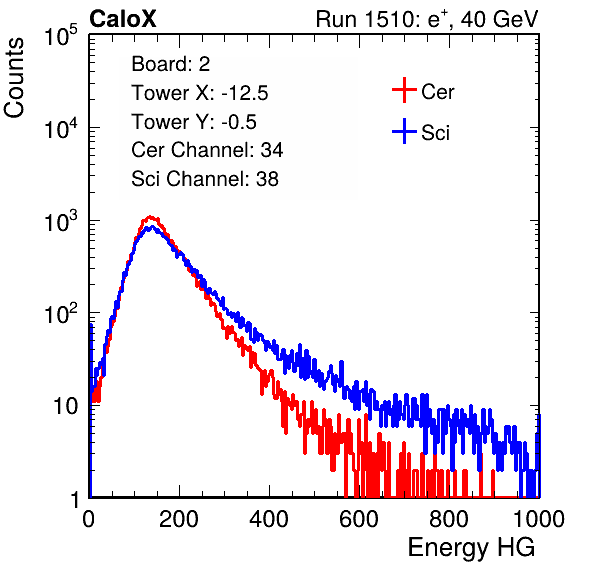 CaloX Run 1510: e⁺, 40 GeV
Counts
10⁵
10⁴
10³
10²
10
1
Board: 2
Tower X: -12.5
Tower Y: -0.5
Cer Channel: 34
Sci Channel: 38
Cer
Sci
0 200 400 600 800 1000
Energy HG